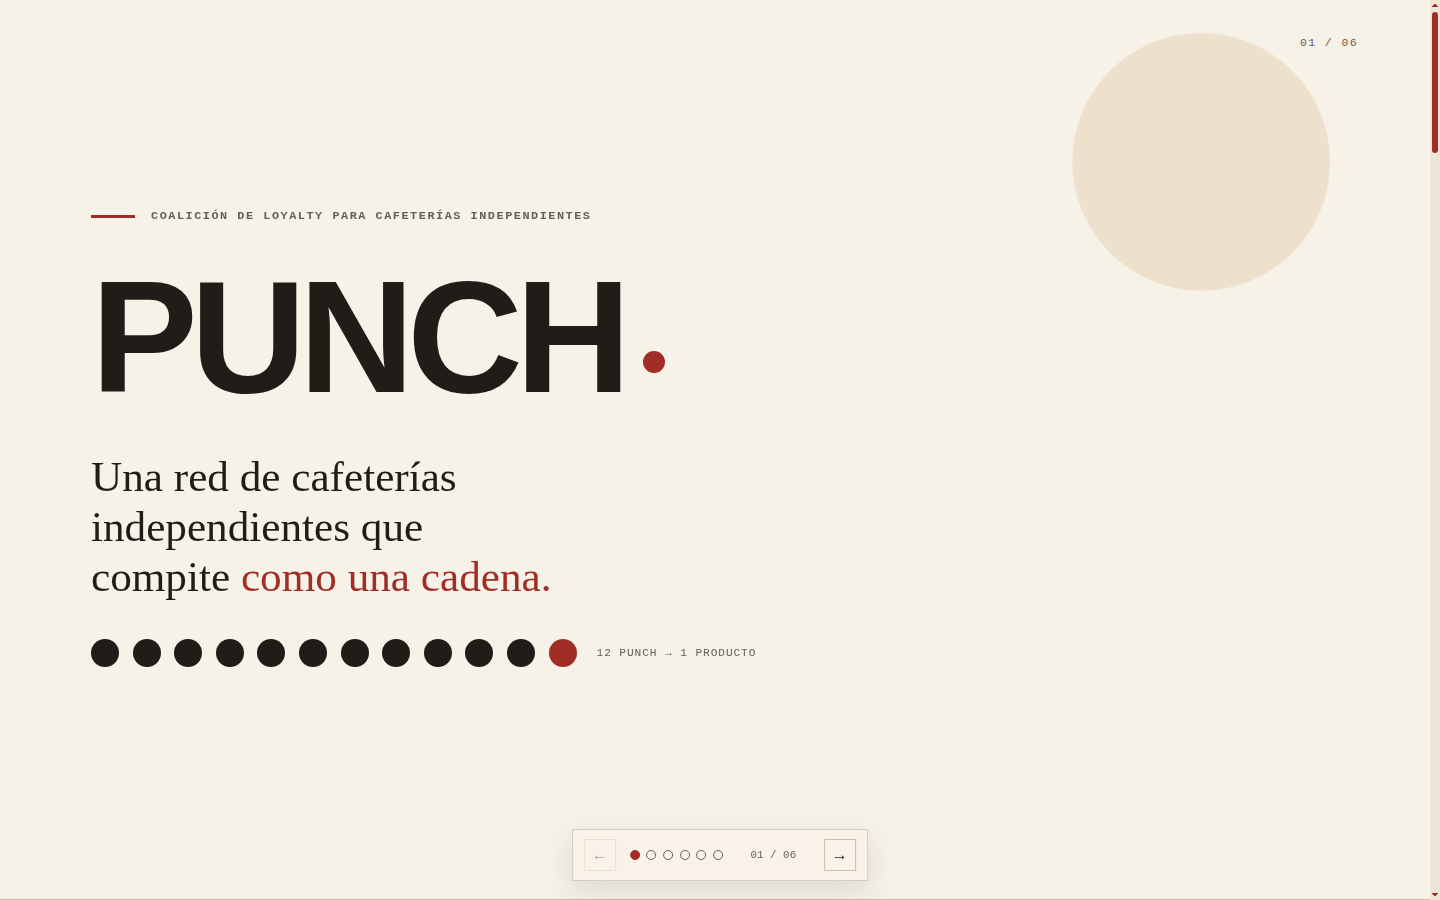 01 / 06
COALICIÓN DE LOYALTY PARA CAFETERÍAS INDEPENDIENTES
PUNCH.
Una red de cafeterías
independientes que
compite como una cadena.
12 PUNCH → 1 PRODUCTO
← 01 / 06 →